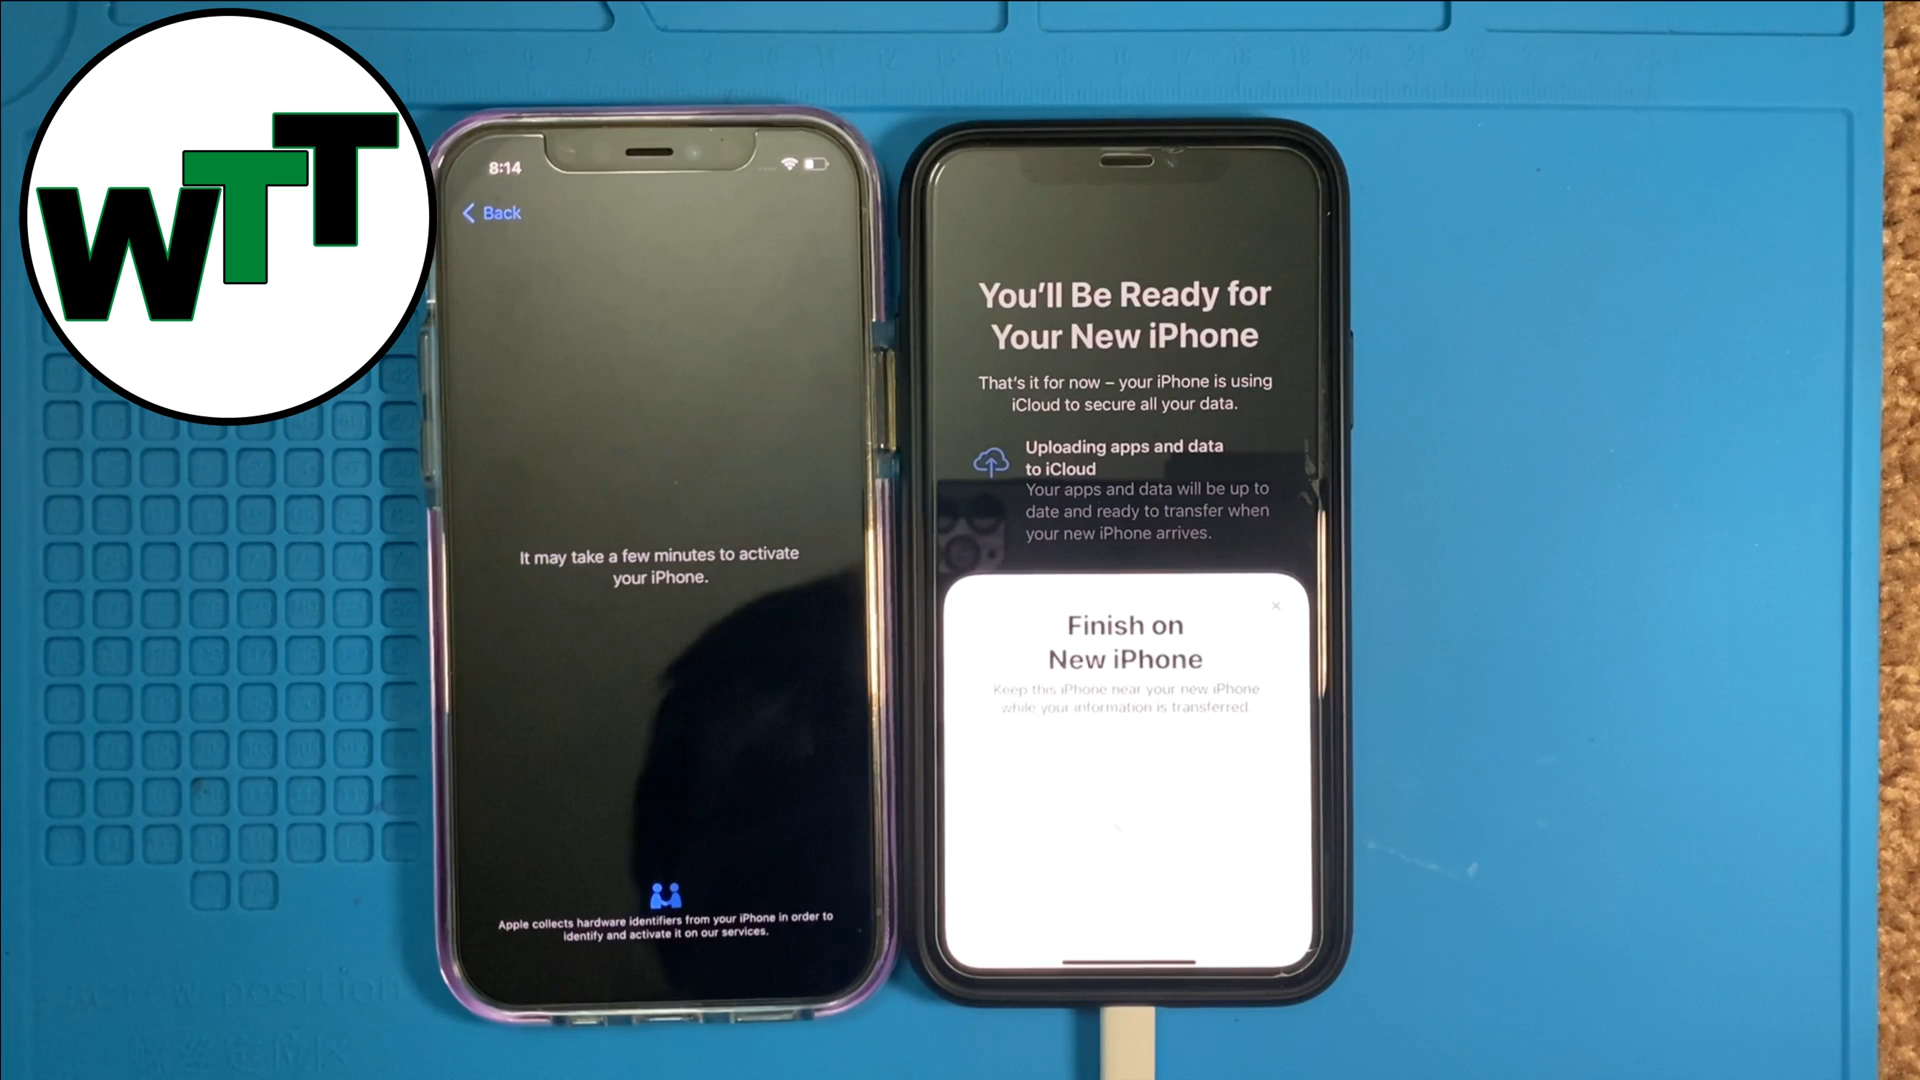 WTT
8:14
Back
It may take a few minutes to activate
your iPhone.
Apple collects hardware identifiers from your iPhone in order to
identify and activate it on our services.
You'll Be Ready for
Your New iPhone
That's it for now – your iPhone is using
iCloud to secure all your data.
Uploading apps and data
to iCloud
Your apps and data will be up to
date and ready to transfer when
your new iPhone arrives.
Finish on
New iPhone
Keep this iPhone near your new iPhone
while your information is transferred.
screw position